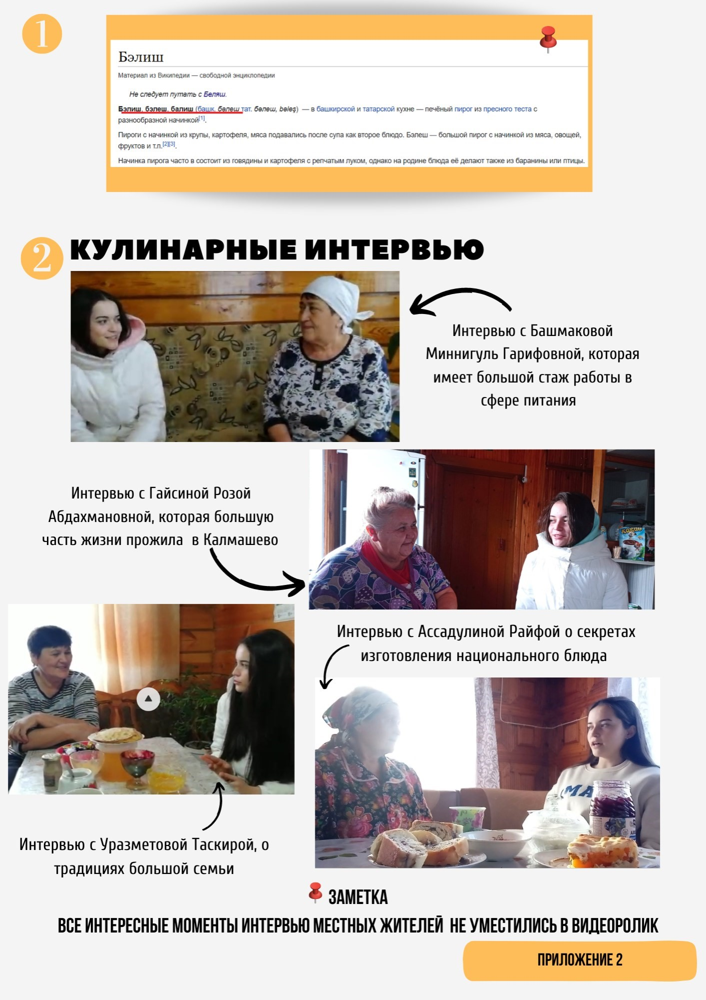 1
Бэлиш
Материал из Википедии — свободной энциклопедии
Не следует путать с Беляш.
Бэлиш, бэлеш, балиш (башк. бәлеш тат. бәлеш, bəleş) — в башкирской и татарской кухне — печёный пирог из пресного теста с
разнообразной начинкой[1].
Пироги с начинкой из крупы, картофеля, мяса подавались после супа как второе блюдо. Бэлеш — большой пирог с начинкой из мяса, овощей,
фруктов и т.п.[2][3].
Начинка пирога часто в состоит из говядины и картофеля с репчатым луком, однако на родине блюда её делают также из баранины или птицы.
2 КУЛИНАРНЫЕ ИНТЕРВЬЮ
Интервью с Башмаковой
Миннигуль Гарифовной, которая
имеет большой стаж работы в
сфере питания
Интервью с Гайсиной Розой
Абдахмановной, которая большую
часть жизни прожила в Калмашево
какао
Интервью с Ассадулиной Райфой о секретах
изготовления национального блюда
Интервью с Уразметовой Таскирой, о
традициях большой семьи
ЗАМЕТКА
ВСЕ ИНТЕРЕСНЫЕ МОМЕНТЫ ИНТЕРВЬЮ МЕСТНЫХ ЖИТЕЛЕЙ НЕ УМЕСТИЛИСЬ В ВИДЕОРОЛИК
ПРИЛОЖЕНИЕ 2